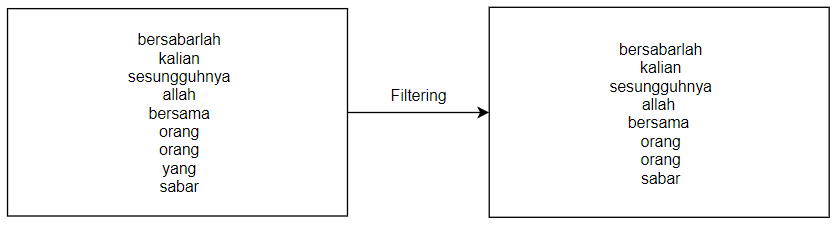 bersabarlah
kalian
sesungguhnya
allah
bersama
orang
orang
yang
sabar
Filtering
bersabarlah
kalian
sesungguhnya
allah
bersama
orang
orang
sabar